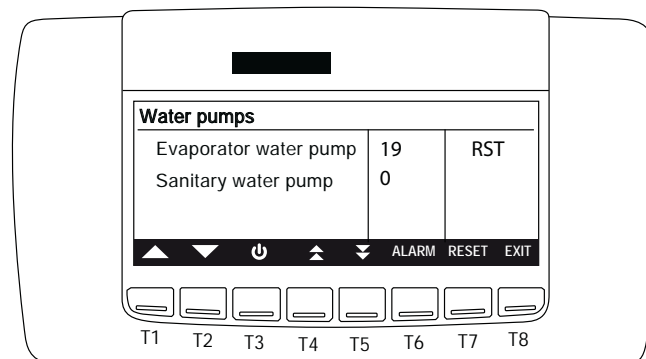 Water pumps
Evaporator water pump 19 RST
Sanitary water pump 0
ALARM RESET EXIT
T1 T2 T3 T4 T5 T6 T7 T8